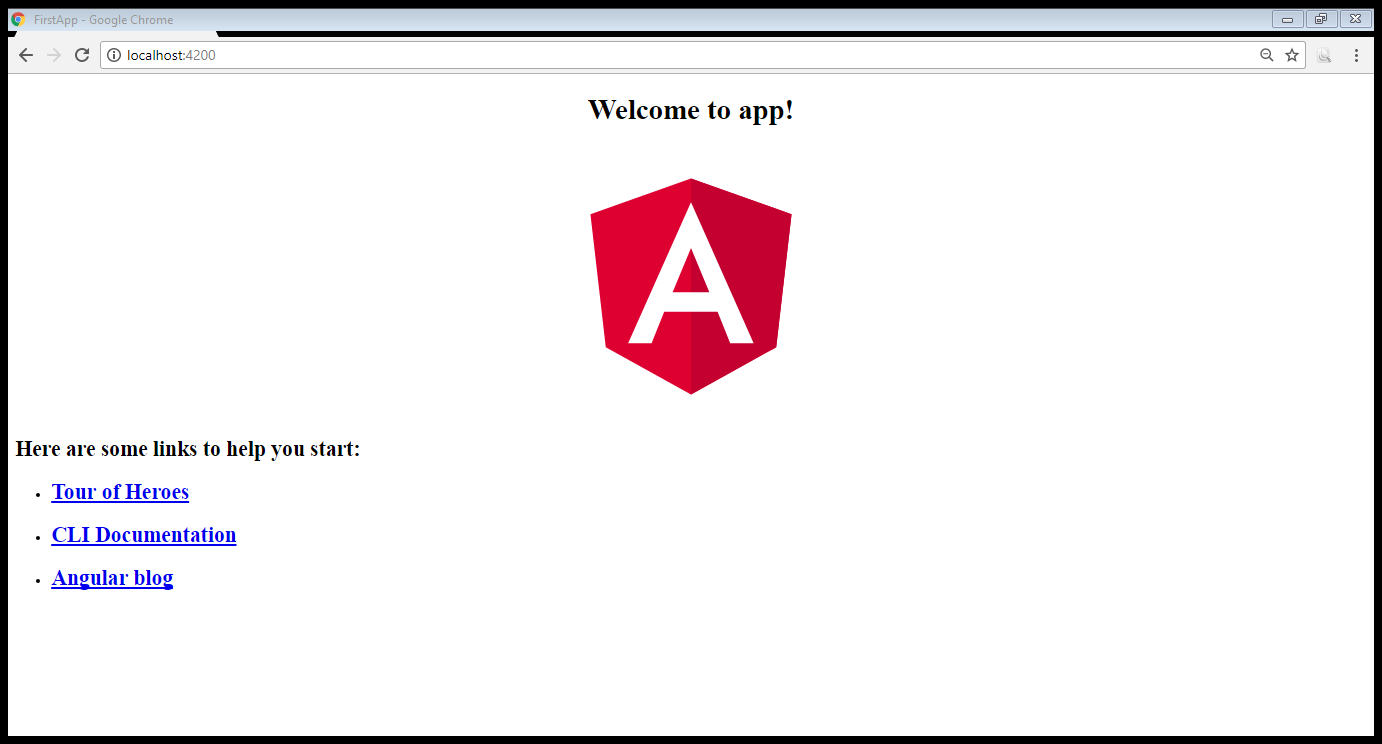 FirstApp - Google Chrome
localhost:4200
Welcome to app!
A
Here are some links to help you start:
Tour of Heroes
CLI Documentation
Angular blog